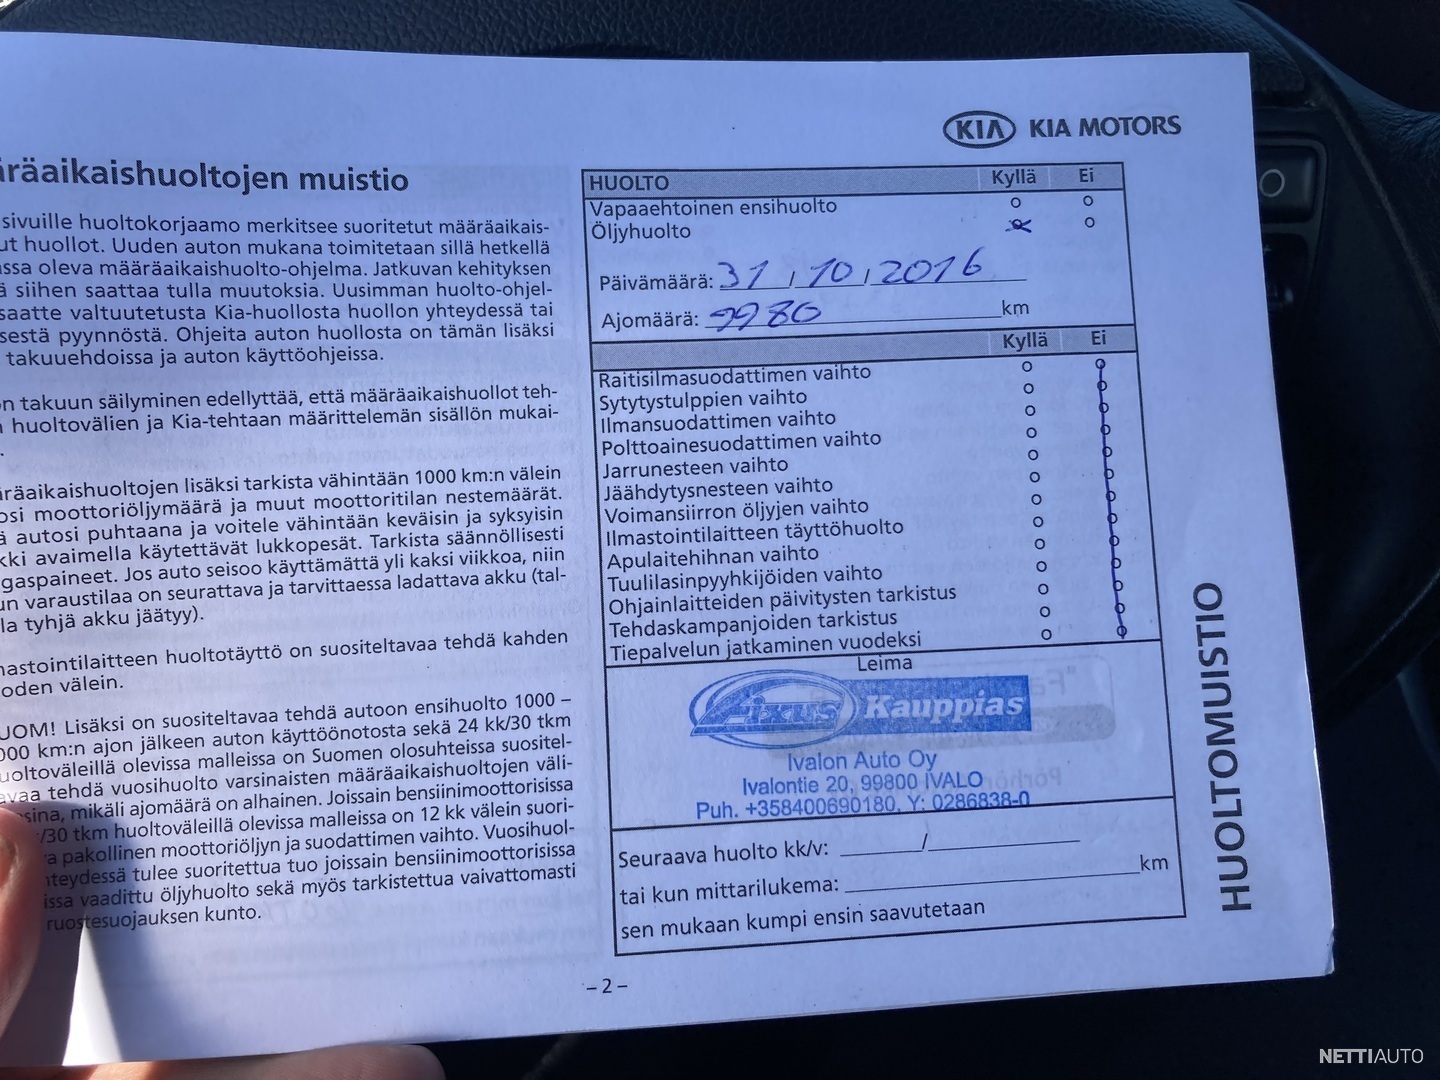 KIA KIA MOTORS
äräaikaishuoltojen muistio
sivuille huoltokorjaamo merkitsee suoritetut määräaikais-
ut huollot. Uuden auton mukana toimitetaan sillä hetkellä
ssa oleva määräaikaishuolto-ohjelma. Jatkuvan kehityksen
ä siihen saattaa tulla muutoksia. Uusimman huolto-ohjel-
saatte valtuutetusta Kia-huollosta huollon yhteydessä tai
sestä pyynnöstä. Ohjeita auton huollosta on tämän lisäksi
takuuehdoissa ja auton käyttöohjeissa.
n takuun säilyminen edellyttää, että määräaikaishuollot teh-
huoltovälien ja Kia-tehtaan määrittelemän sisällön mukai-
.
iräaikaishuoltojen lisäksi tarkista vähintään 1000 km:n välein
osi moottoriöljymäärä ja muut moottoritilan nestemäärät.
ä autosi puhtaana ja voitele vähintään keväisin ja syksyisin
kki avaimella käytettävät lukkopesät. Tarkista säännöllisesti
gaspaineet. Jos auto seisoo käyttämättä yli kaksi viikkoa, niin
un varaustilaa on seurattava ja tarvittaessa ladattava akku (tal-
lla tyhjä akku jäätyy).
nastointilaitteen huoltotäyttö on suositeltavaa tehdä kahden
oden välein.
UOM! Lisäksi on suositeltavaa tehdä autoon ensihuolto 1000 –
000 km:n ajon jälkeen auton käyttöönotosta sekä 24 kk/30 tkm
uoltoväleillä olevissa malleissa on Suomen olosuhteissa suositel-
avaa tehdä vuosihuolto varsinaisten määräaikaishuoltojen väli-
sina, mikäli ajomäärä on alhainen. Joissain bensiinimoottorisissa
/30 tkm huoltoväleillä olevissa malleissa on 12 kk välein suori-
a pakollinen moottoriöljyn ja suodattimen vaihto. Vuosihuol-
nteydessä tulee suoritettua tuo joissain bensiinimoottorisissa
issa vaadittu öljyhuolto sekä myös tarkistettua vaivattomasti
ruostesuojauksen kunto.
HUOLTO Kyllä Ei
Vapaaehtoinen ensihuolto
Öljyhuolto
Päivämäärä: 31 / 10 / 2016
Ajomäärä: 9980 km
Kyllä Ei
Raitisilmasuodattimen vaihto
Sytytystulppien vaihto
Ilmansuodattimen vaihto
Polttoainesuodattimen vaihto
Jarrunesteen vaihto
Jäähdytysnesteen vaihto
Voimansiirron öljyjen vaihto
Ilmastointilaitteen täyttöhuolto
Apulaitehihnan vaihto
Tuulilasinpyyhkijöiden vaihto
Ohjainlaitteiden päivitysten tarkistus
Tehdaskampanjoiden tarkistus
Tiepalvelun jatkaminen vuodeksi
Leima
Fixus Kauppias
Ivalon Auto Oy
Ivalontie 20, 99800 IVALO
Puh. +358400690180, Y: 0286838-0
Seuraava huolto kk/v: /
tai kun mittarilukema: km
sen mukaan kumpi ensin saavutetaan
HUOLTOMUISTIO
– 2 –
NETTIAUTO